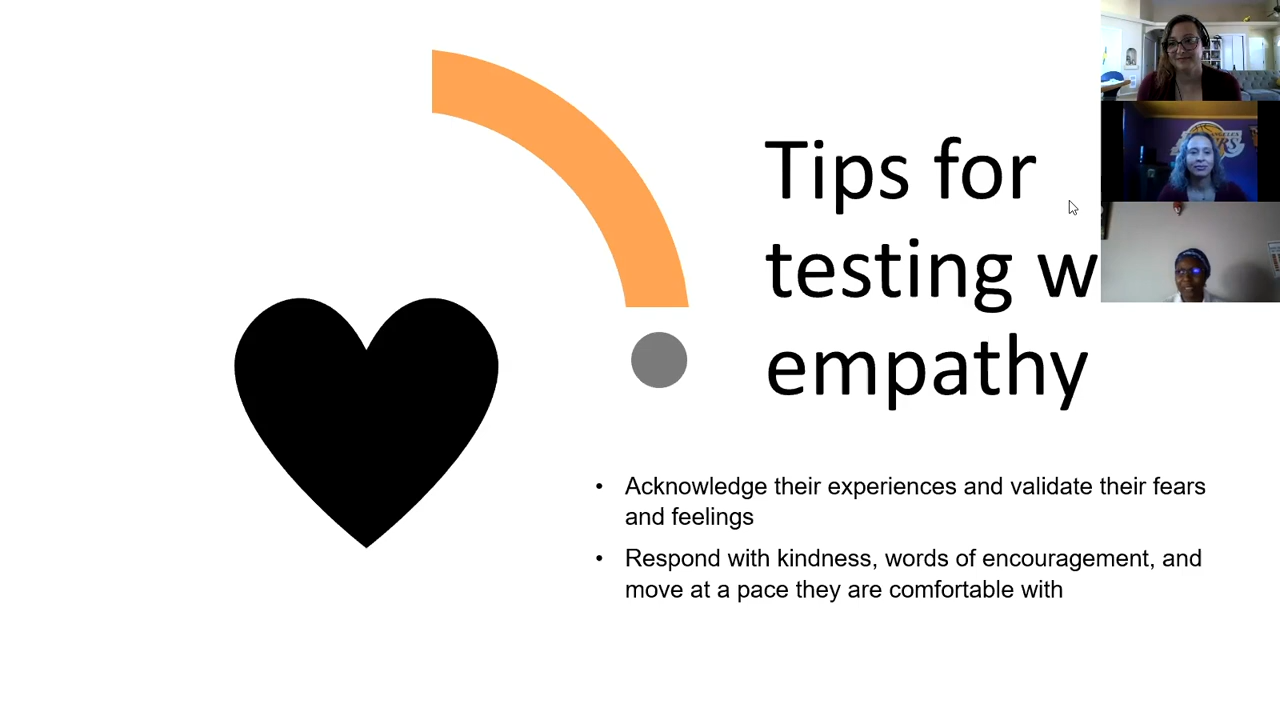 Tips for
testing w
empathy
• Acknowledge their experiences and validate their fears
and feelings
• Respond with kindness, words of encouragement, and
move at a pace they are comfortable with